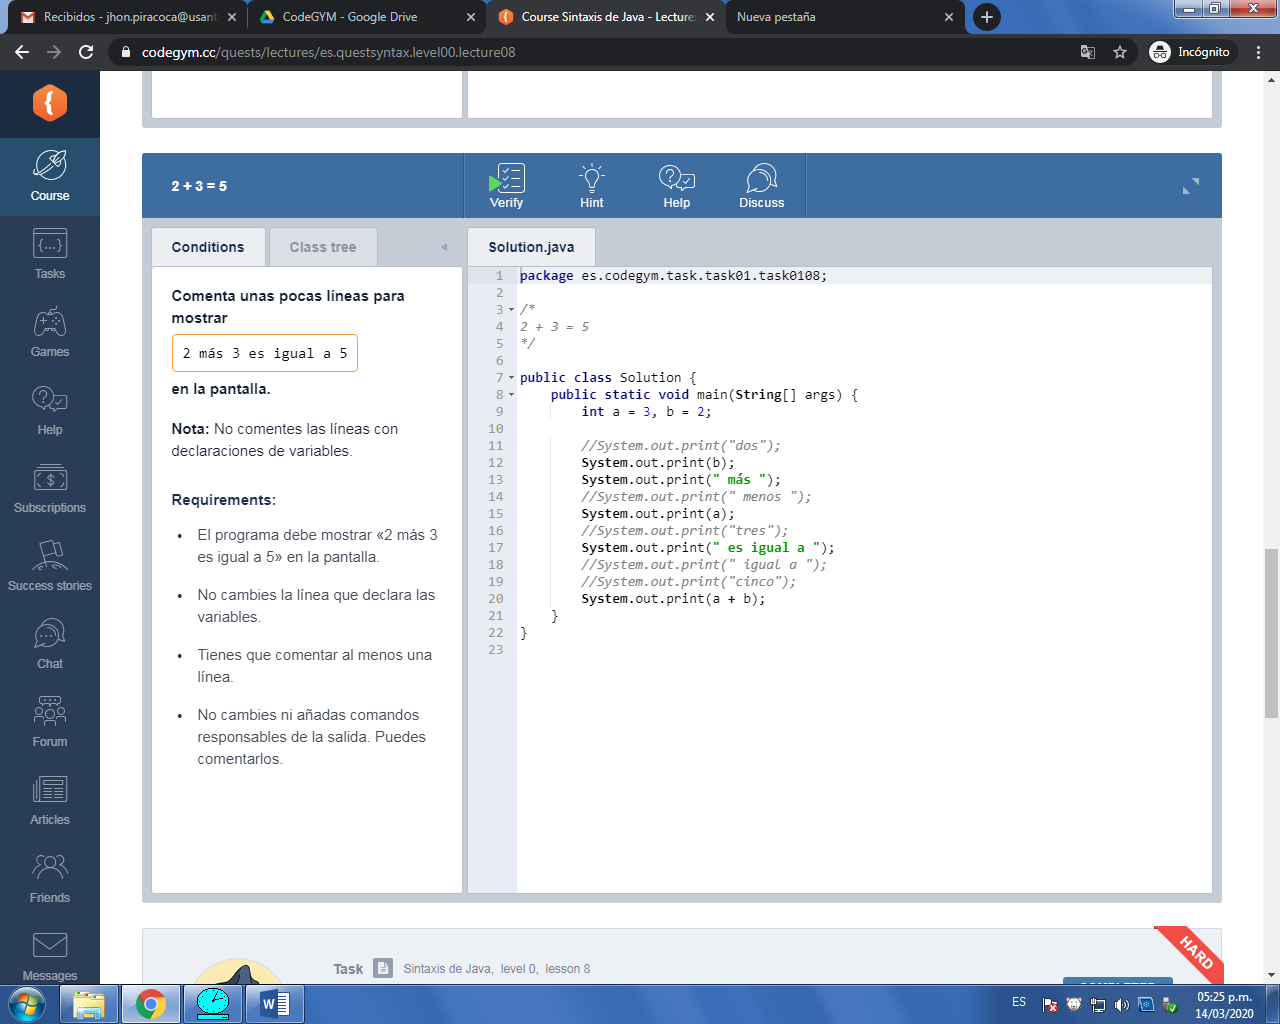 Recibidos - jhon.piracoca@usant
CodeGYM - Google Drive
Course Sintaxis de Java - Lecture
Nueva pestaña
codegym.cc/quests/lectures/es.questsyntax.level00.lecture08
Incógnito
Course
Tasks
Games
Help
Subscriptions
Success stories
Chat
Forum
Articles
Friends
Messages
2 + 3 = 5
Verify
Hint
Help
Discuss
Conditions
Class tree
Solution.java
Comenta unas pocas líneas para
mostrar
2 más 3 es igual a 5
en la pantalla.
Nota: No comentes las líneas con
declaraciones de variables.
Requirements:
• El programa debe mostrar «2 más 3
es igual a 5» en la pantalla.
• No cambies la línea que declara las
variables.
• Tienes que comentar al menos una
línea.
• No cambies ni añadas comandos
responsables de la salida. Puedes
comentarlos.
1 package es.codegym.task.task01.task0108;
2
3 /*
4 2 + 3 = 5
5 */
6
7 public class Solution {
8 public static void main(String[] args) {
9 int a = 3, b = 2;
10
11 //System.out.print("dos");
12 System.out.print(b);
13 System.out.print(" más ");
14 //System.out.print(" menos ");
15 System.out.print(a);
16 //System.out.print("tres");
17 System.out.print(" es igual a ");
18 //System.out.print(" igual a ");
19 //System.out.print("cinco");
20 System.out.print(a + b);
21 }
22 }
23
Task
Sintaxis de Java, level 0, lesson 8
HARD
ES
05:25 p.m.
14/03/2020